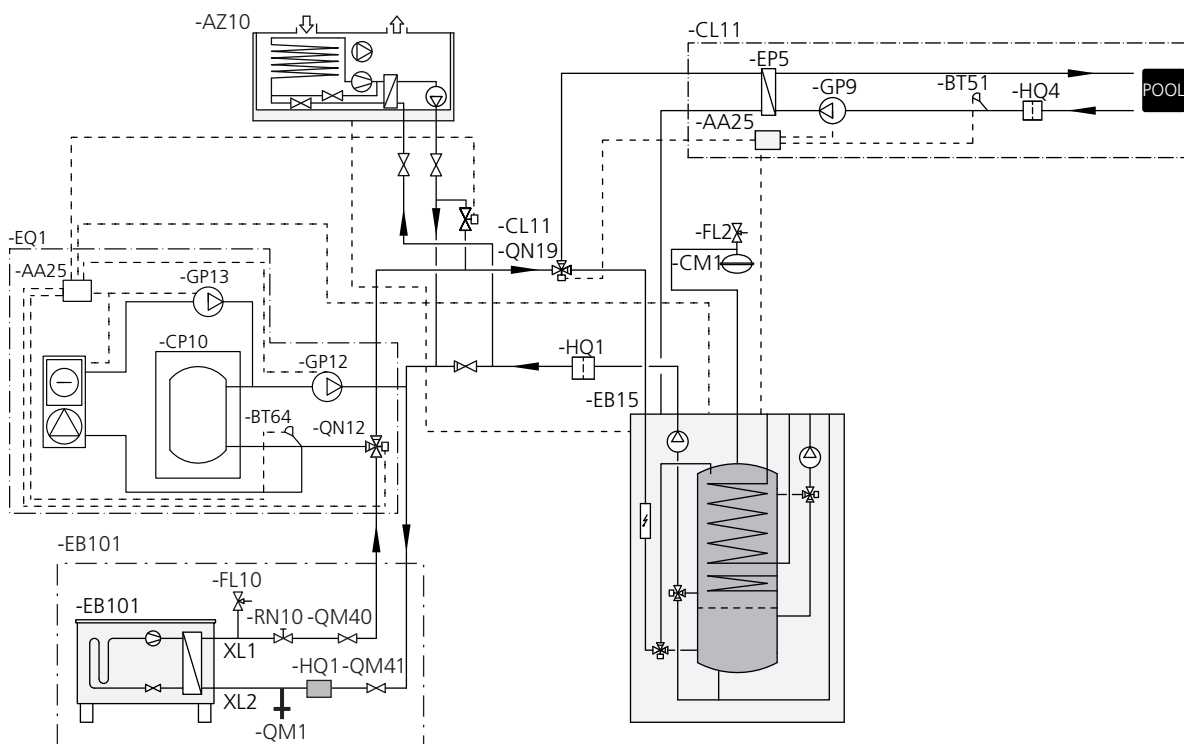 -AZ10
-CL11
-EP5
-GP9
-BT51
-HQ4
POOL
-AA25
-CL11
-QN19
-FL2
-CM1
-EQ1
-AA25
-GP13
-CP10
-GP12
-HQ1
-EB15
-BT64
-QN12
-EB101
-FL10
-EB101
-RN10
-QM40
XL1
-HQ1
-QM41
XL2
-QM1